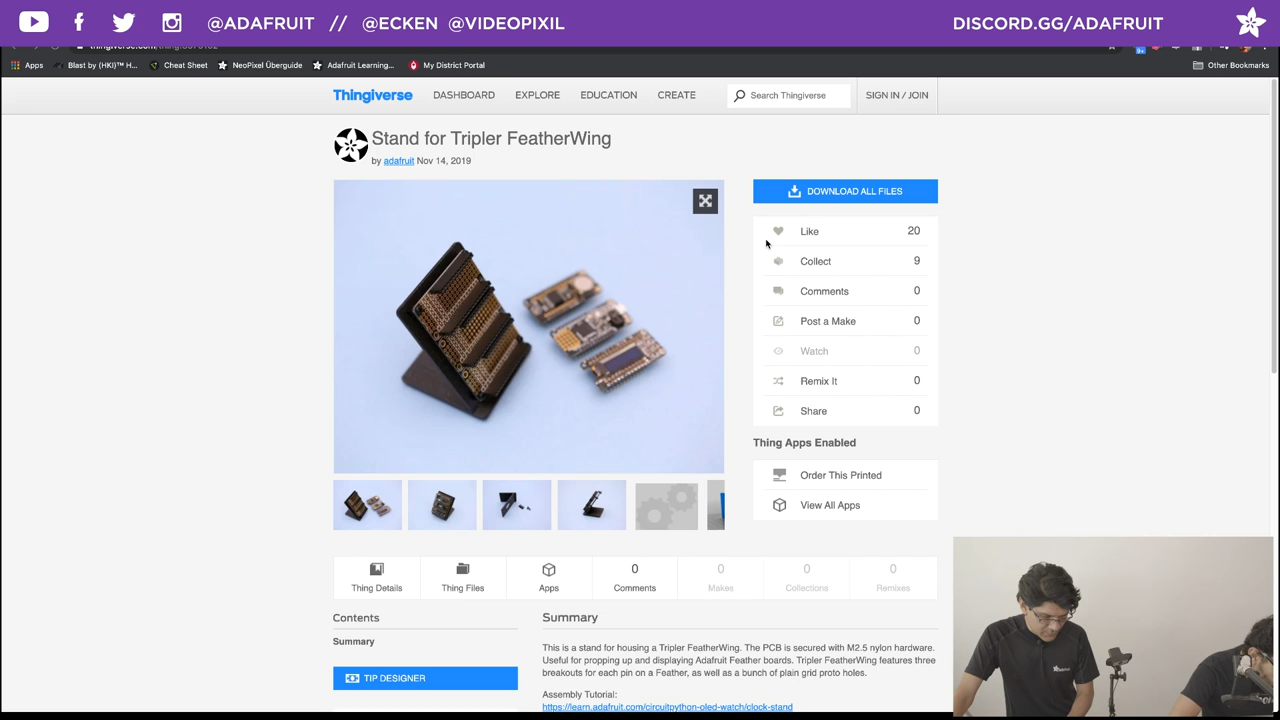 @ADAFRUIT // @ECKEN @VIDEOPIXIL
DISCORD.GG/ADAFRUIT
Apps
Blast by (HKI)™ H...
Cheat Sheet
NeoPixel Überguide
Adafruit Learning...
My District Portal
Other Bookmarks
Thingiverse
DASHBOARD
EXPLORE
EDUCATION
CREATE
Search Thingiverse
SIGN IN / JOIN
Stand for Tripler FeatherWing
by adafruit Nov 14, 2019
DOWNLOAD ALL FILES
Like 20
Collect 9
Comments 0
Post a Make 0
Watch 0
Remix It 0
Share 0
Thing Apps Enabled
Order This Printed
View All Apps
Thing Details
Thing Files
Apps
0
Comments
0
Makes
0
Collections
0
Remixes
Contents
Summary
TIP DESIGNER
Summary
This is a stand for housing a Tripler FeatherWing. The PCB is secured with M2.5 nylon hardware.
Useful for propping up and displaying Adafruit Feather boards. Tripler FeatherWing features three
breakouts for each pin on a Feather, as well as a bunch of plain grid proto holes.
Assembly Tutorial:
https://learn.adafruit.com/circuitpython-oled-watch/clock-stand